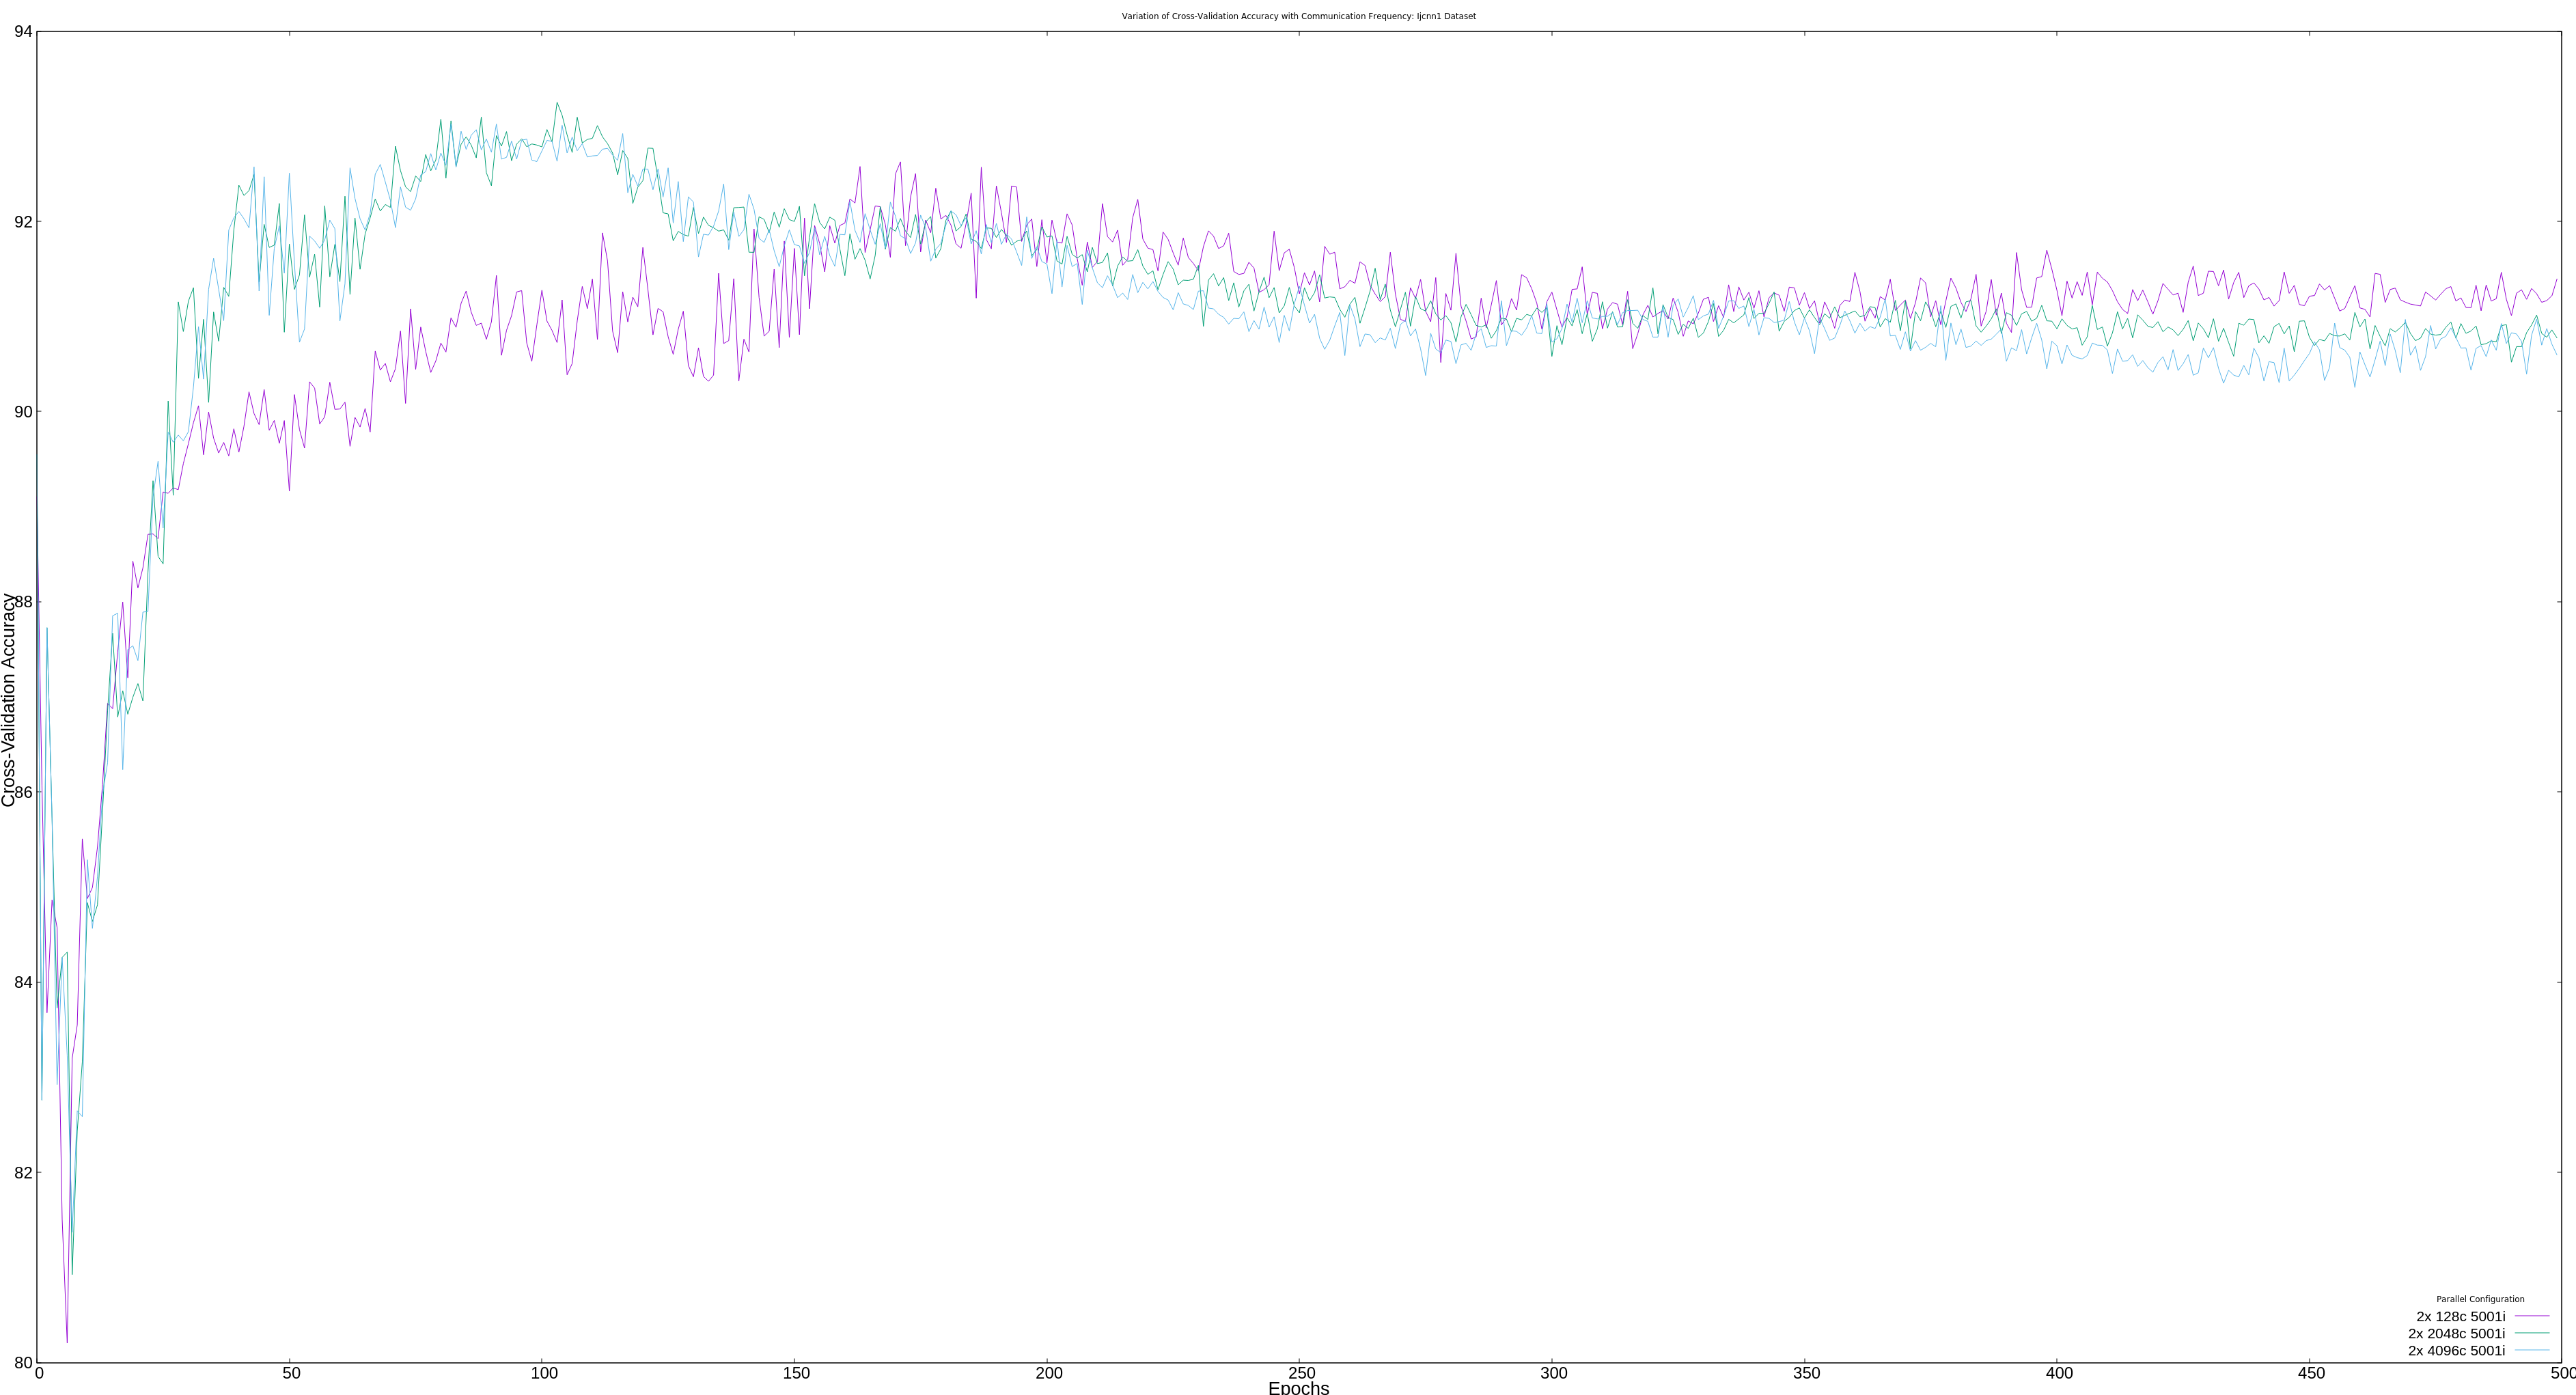 Variation of Cross-Validation Accuracy with Communication Frequency: Ijcnn1 Dataset
94
92
90
88
86
84
82
80
Cross-Validation Accuracy
0 50 100 150 200 250 300 350 400 450 500
Epochs
Parallel Configuration
2x 128c 5001i
2x 2048c 5001i
2x 4096c 5001i